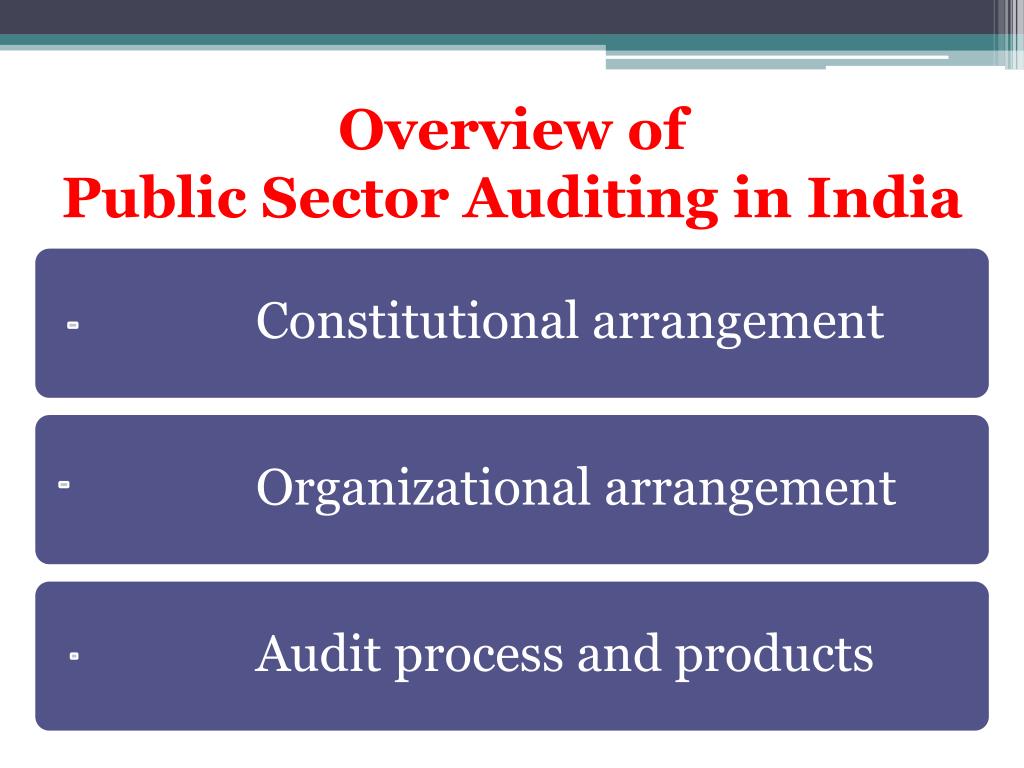 Overview of
Public Sector Auditing in India
Constitutional arrangement
Organizational arrangement
Audit process and products